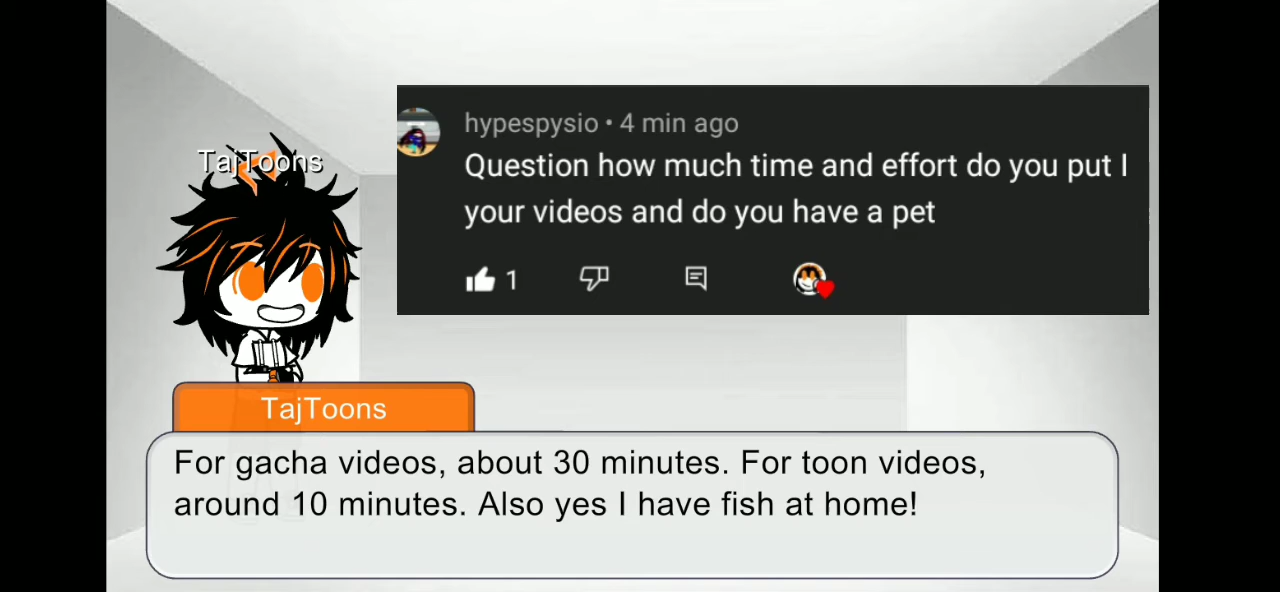 TajToons
hypespysio • 4 min ago
Question how much time and effort do you put I
your videos and do you have a pet
1
TajToons
For gacha videos, about 30 minutes. For toon videos,
around 10 minutes. Also yes I have fish at home!